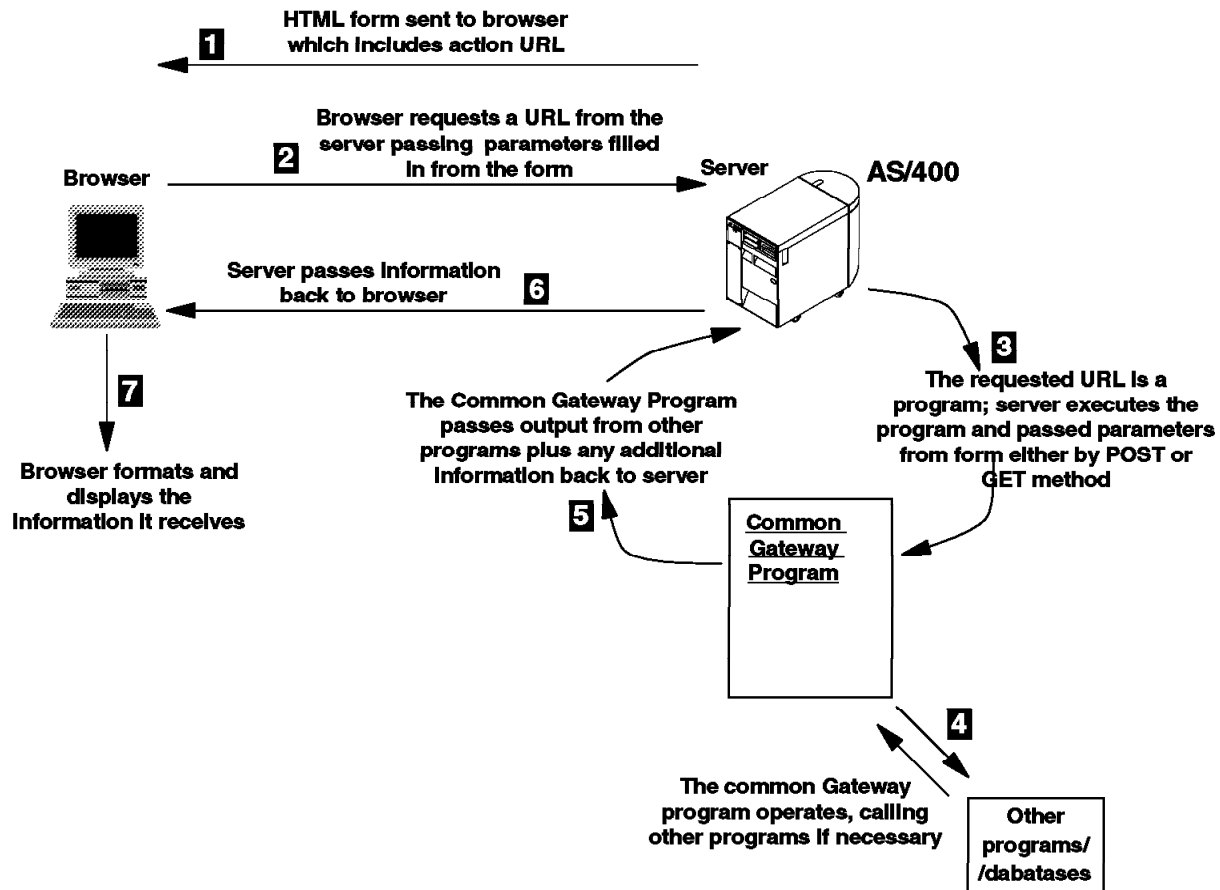 HTML form sent to browser
which includes action URL
1
Browser requests a URL from the
server passing parameters filled
in from the form
2
Browser
Server
AS/400
Server passes information
back to browser
6
3
The requested URL is a
program; server executes the
program and passed parameters
from form either by POST or
GET method
7
Browser formats and
displays the
information it receives
The Common Gateway Program
passes output from other
programs plus any additional
information back to server
5
Common
Gateway
Program
4
The common Gateway
program operates, calling
other programs if necessary
Other
programs/
/dabatases